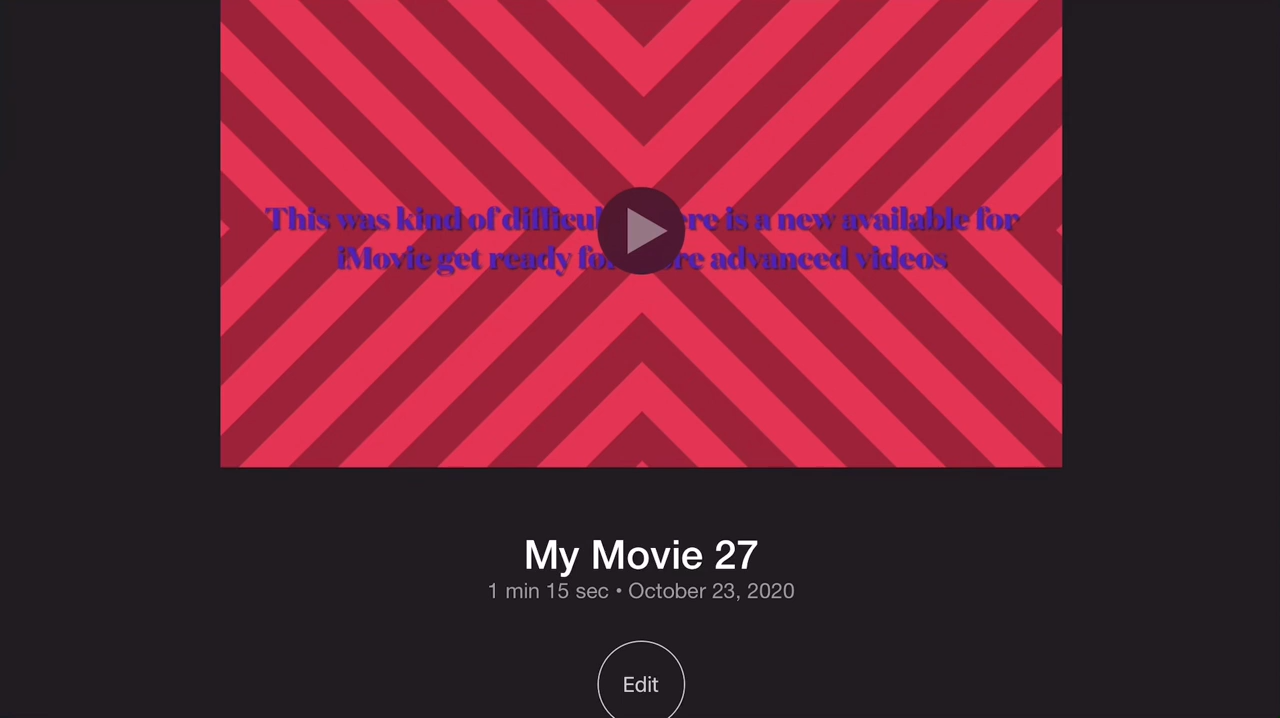 This was kind of difficul ere is a new available for
iMovie get ready for re advanced videos
My Movie 27
1 min 15 sec • October 23, 2020
Edit